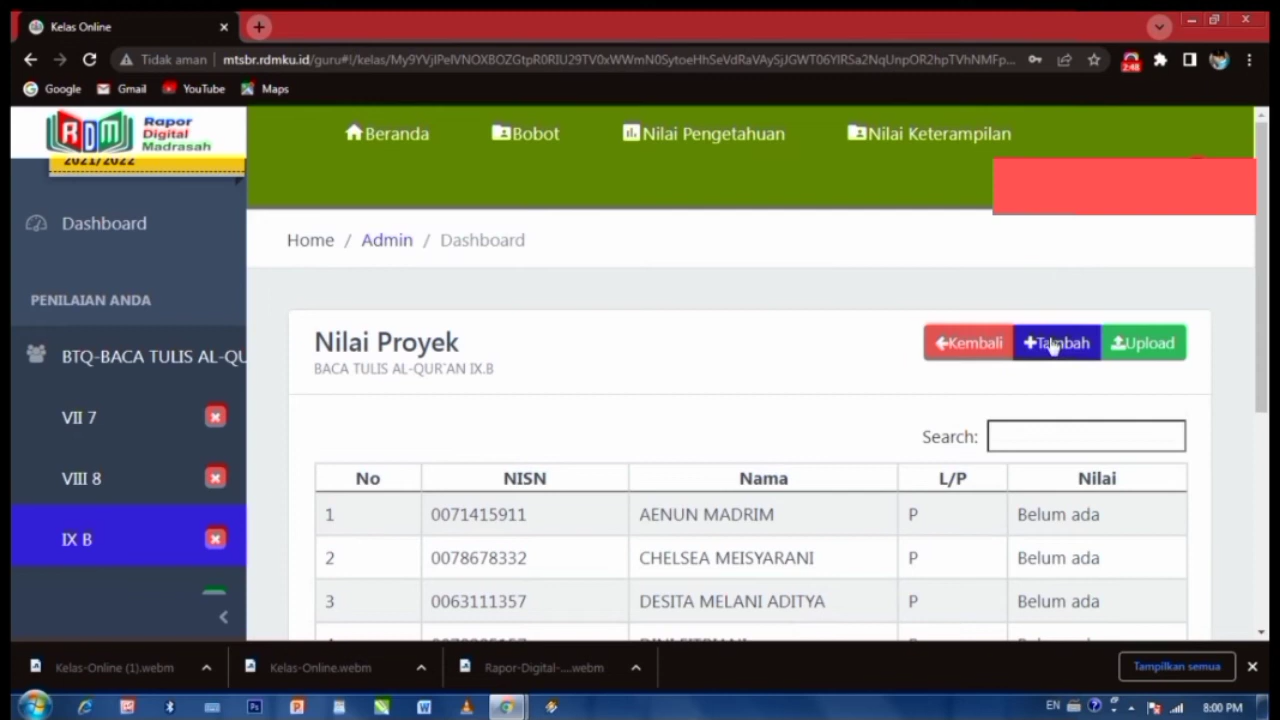 Kelas Online
Tidak aman | mtsbr.rdmku.id/guru#!/kelas/
Google Gmail YouTube Maps
RDM Rapor Digital Madrasah
Beranda Bobot Nilai Pengetahuan Nilai Keterampilan
2021/2022
Dashboard
Home / Admin / Dashboard
PENILAIAN ANDA
BTQ-BACA TULIS AL-QU
VII 7
VIII 8
IX B
Nilai Proyek
BACA TULIS AL-QUR'AN IX.B
Kembali Tambah Upload
Search:
No NISN Nama L/P Nilai
1 0071415911 AENUN MADRIM P Belum ada
2 0078678332 CHELSEA MEISYARANI P Belum ada
3 0063111357 DESITA MELANI ADITYA P Belum ada
Kelas-Online (1).webm Kelas-Online.webm Rapor-Digital-....webm Tampilkan semua
EN 8:00 PM